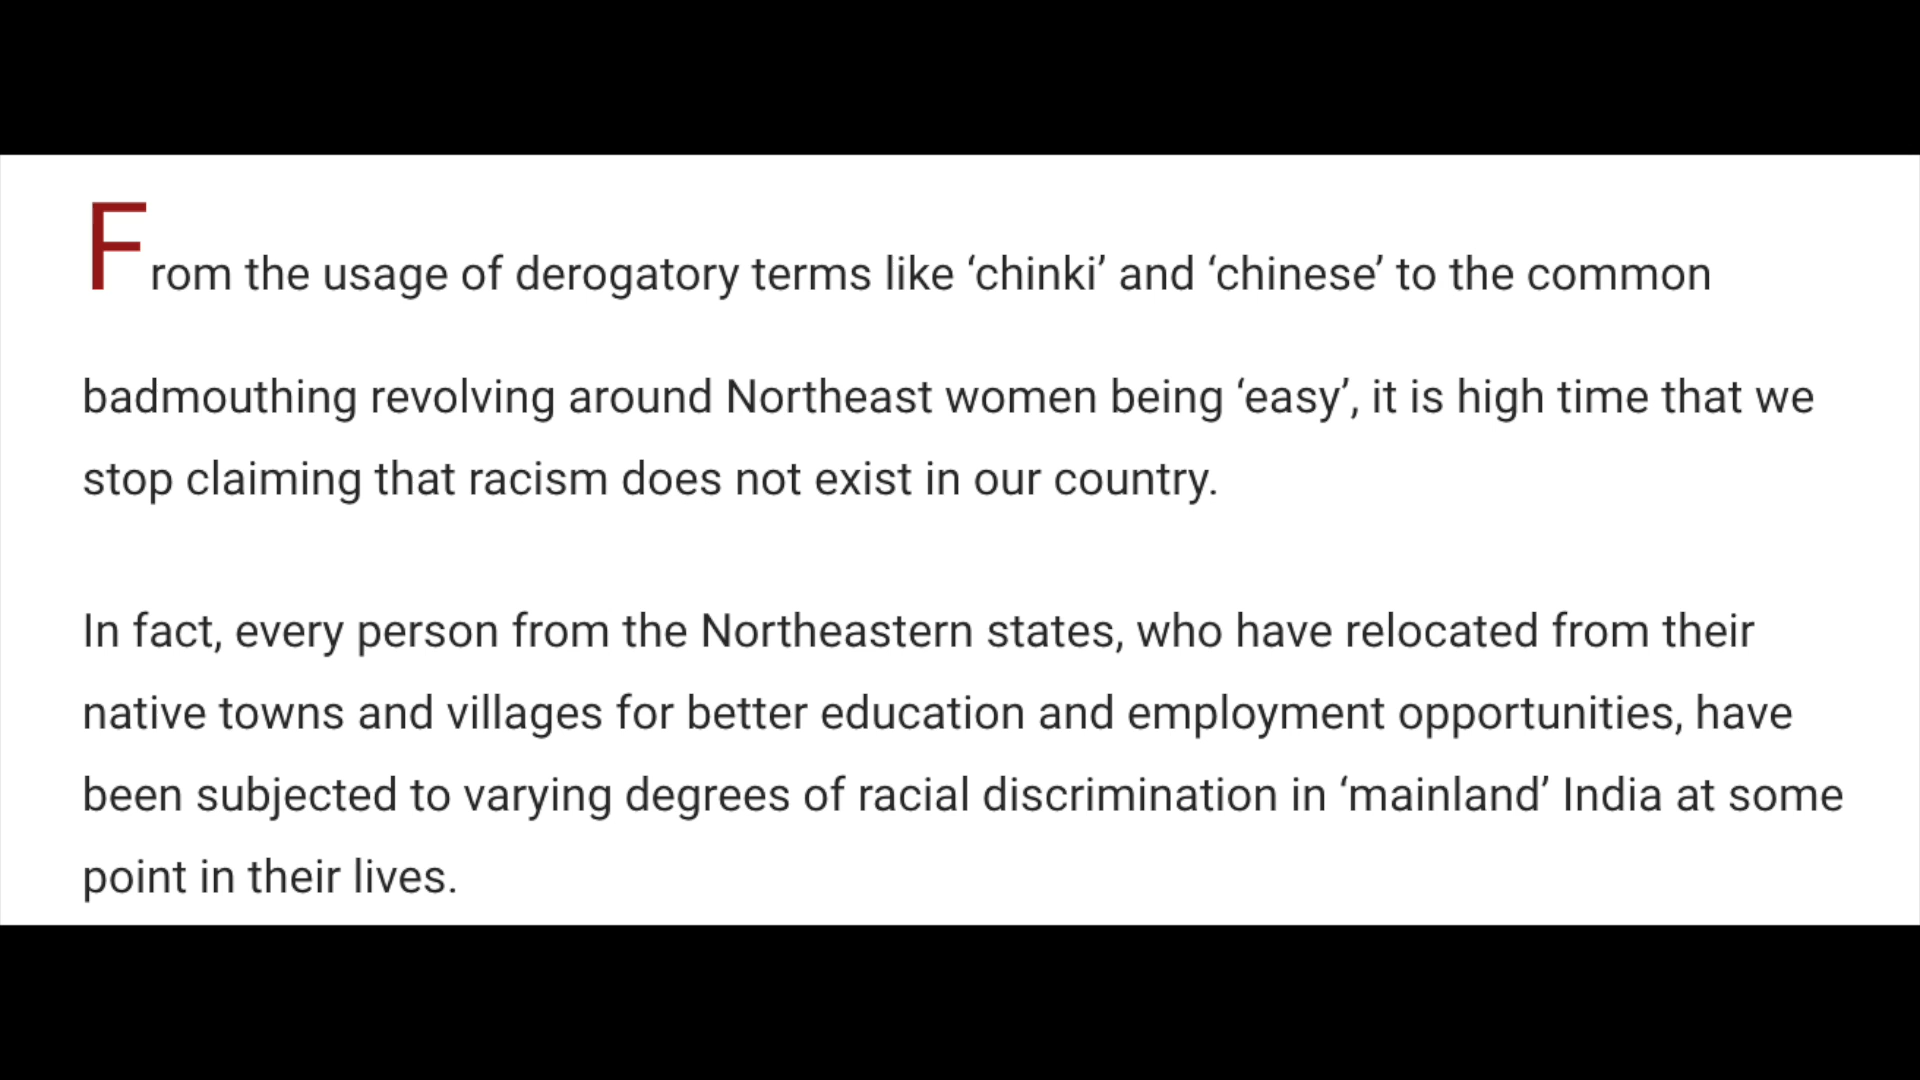 From the usage of derogatory terms like ‘chinki’ and ‘chinese’ to the common
badmouthing revolving around Northeast women being ‘easy’, it is high time that we
stop claiming that racism does not exist in our country.
In fact, every person from the Northeastern states, who have relocated from their
native towns and villages for better education and employment opportunities, have
been subjected to varying degrees of racial discrimination in ‘mainland’ India at some
point in their lives.